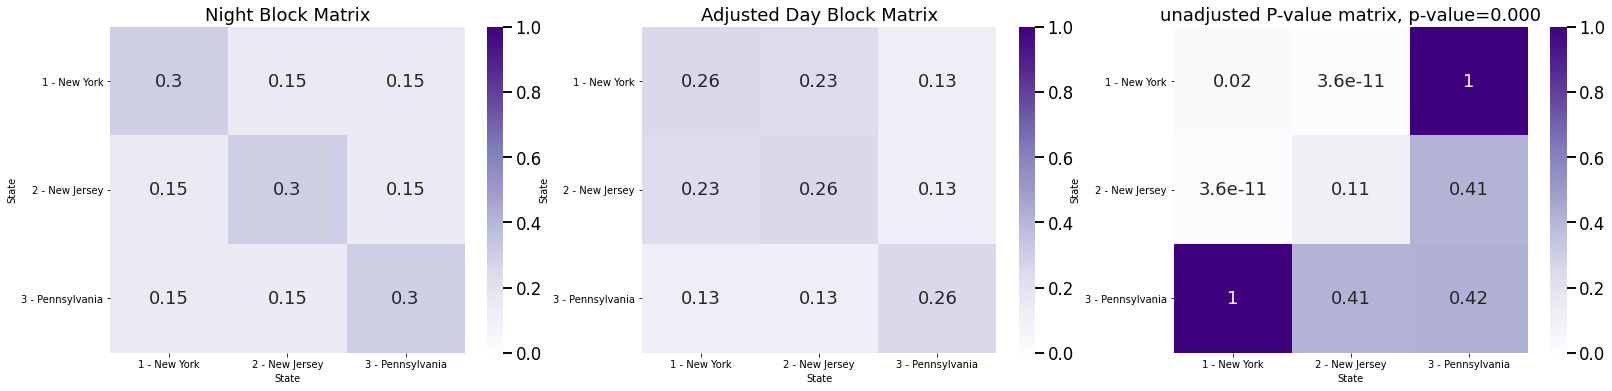 Night Block Matrix
1 - New York
2 - New Jersey
3 - Pennsylvania
State
0.3 0.15 0.15
0.15 0.3 0.15
0.15 0.15 0.3
1 - New York 2 - New Jersey 3 - Pennsylvania
State
1.0
0.8
0.6
0.4
0.2
0.0
Adjusted Day Block Matrix
1 - New York
2 - New Jersey
3 - Pennsylvania
State
0.26 0.23 0.13
0.23 0.26 0.13
0.13 0.13 0.26
1 - New York 2 - New Jersey 3 - Pennsylvania
State
1.0
0.8
0.6
0.4
0.2
0.0
unadjusted P-value matrix, p-value=0.000
1 - New York
2 - New Jersey
3 - Pennsylvania
State
0.02 3.6e-11 1
3.6e-11 0.11 0.41
1 0.41 0.42
1 - New York 2 - New Jersey 3 - Pennsylvania
State
1.0
0.8
0.6
0.4
0.2
0.0